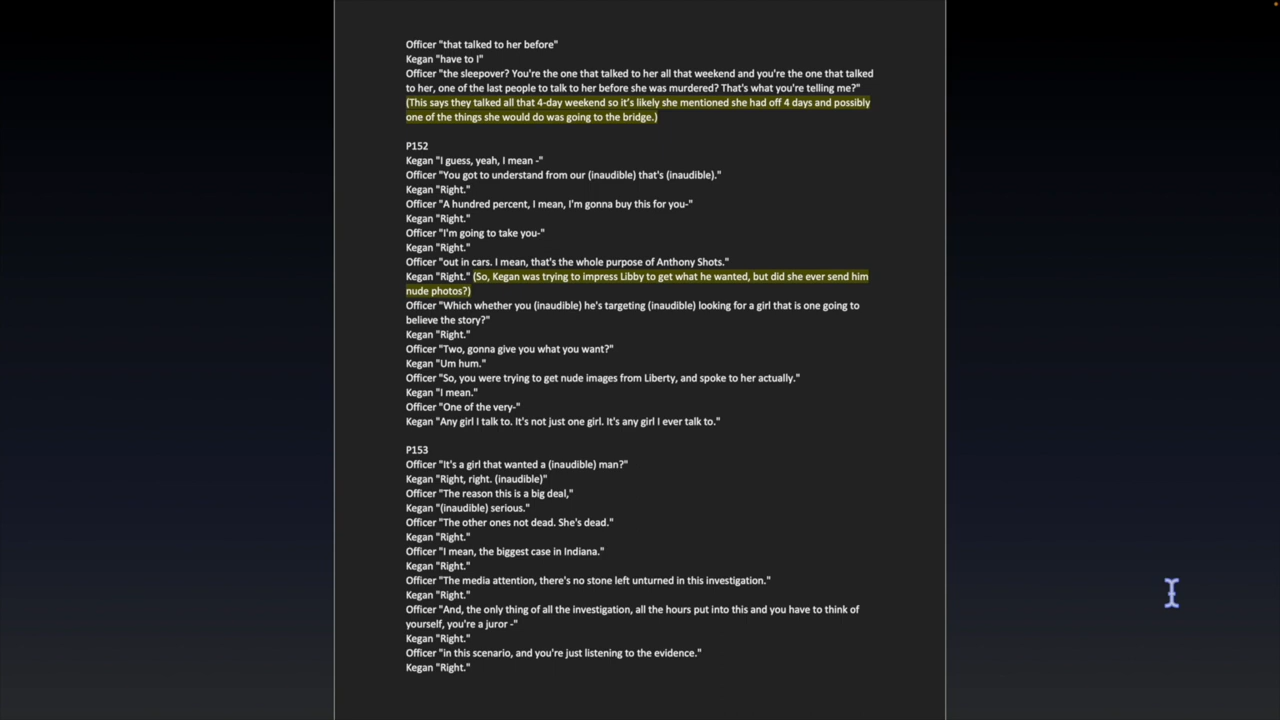 Officer "that talked to her before"
Kegan "have to I"
Officer "the sleepover? You're the one that talked to her all that weekend and you're the one that talked
to her, one of the last people to talk to her before she was murdered? That's what you're telling me?"
(This says they talked all that 4-day weekend so it's likely she mentioned she had off 4 days and possibly
one of the things she would do was going to the bridge.)
P152
Kegan "I guess, yeah, I mean -"
Officer "You got to understand from our (inaudible) that's (inaudible)."
Kegan "Right."
Officer "A hundred percent, I mean, I'm gonna buy this for you-"
Kegan "Right."
Officer "I'm going to take you-"
Kegan "Right."
Officer "out in cars. I mean, that's the whole purpose of Anthony Shots."
Kegan "Right." (So, Kegan was trying to impress Libby to get what he wanted, but did she ever send him
nude photos?)
Officer "Which whether you (inaudible) he's targeting (inaudible) looking for a girl that is one going to
believe the story?"
Kegan "Right."
Officer "Two, gonna give you what you want?"
Kegan "Um hum."
Officer "So, you were trying to get nude images from Liberty, and spoke to her actually."
Kegan "I mean."
Officer "One of the very-"
Kegan "Any girl I talk to. It's not just one girl. It's any girl I ever talk to."
P153
Officer "It's a girl that wanted a (inaudible) man?"
Kegan "Right, right. (inaudible)"
Officer "The reason this is a big deal,"
Kegan "(inaudible) serious."
Officer "The other ones not dead. She's dead."
Kegan "Right."
Officer "I mean, the biggest case in Indiana."
Kegan "Right."
Officer "The media attention, there's no stone left unturned in this investigation."
Kegan "Right."
Officer "And, the only thing of all the investigation, all the hours put into this and you have to think of
yourself, you're a juror -"
Kegan "Right."
Officer "in this scenario, and you're just listening to the evidence."
Kegan "Right."